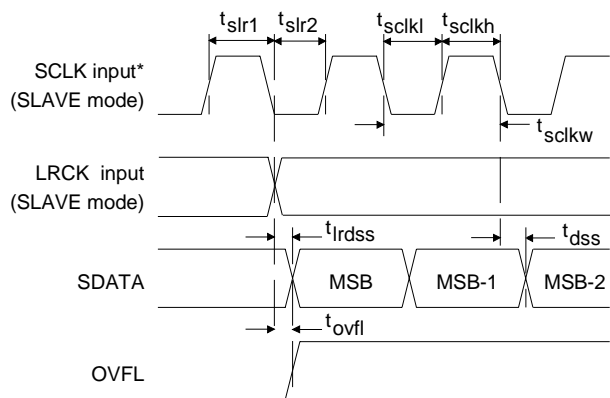 tslr1 tslr2 tsclkl tsclkh
SCLK input*
(SLAVE mode)
tsclkw
LRCK input
(SLAVE mode)
tlrdss
tdss
SDATA
MSB MSB-1 MSB-2
tovfl
OVFL